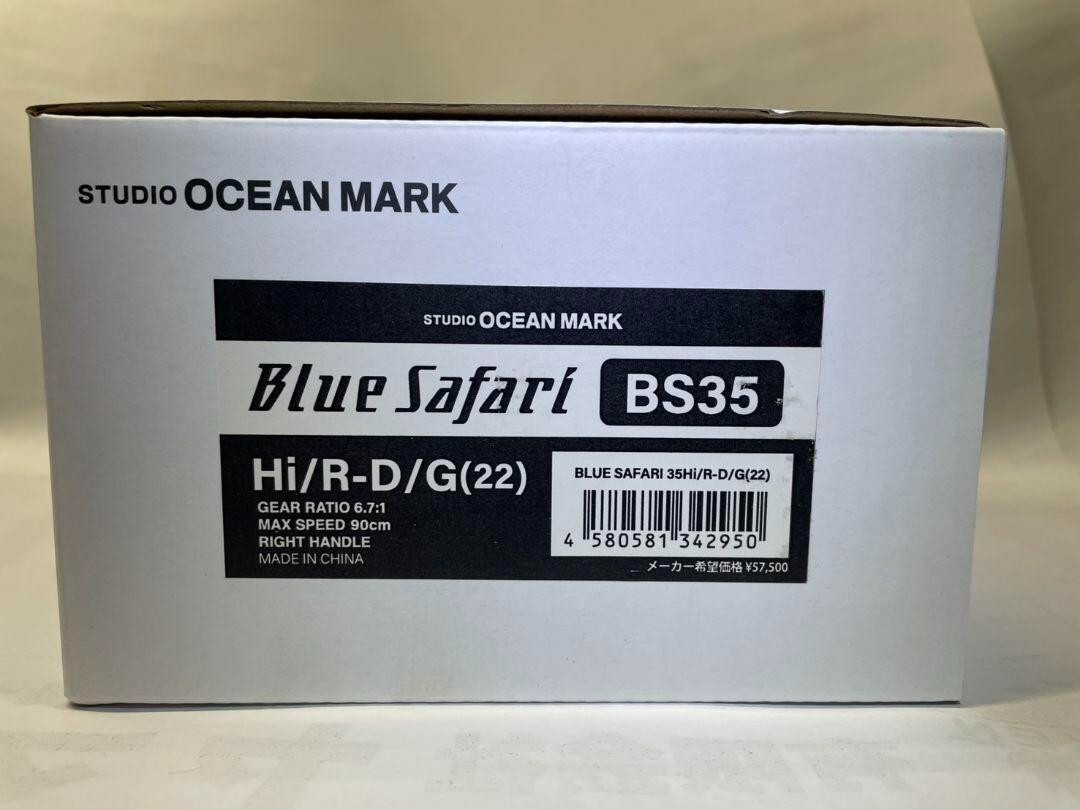 STUDIO OCEAN MARK
STUDIO OCEAN MARK
Blue Safari BS35
Hi/R-D/G(22)
GEAR RATIO 6.7:1
MAX SPEED 90cm
RIGHT HANDLE
MADE IN CHINA
BLUE SAFARI 35Hi/R-D/G(22)
4 580581 342950
メーカー希望価格 ¥57,500